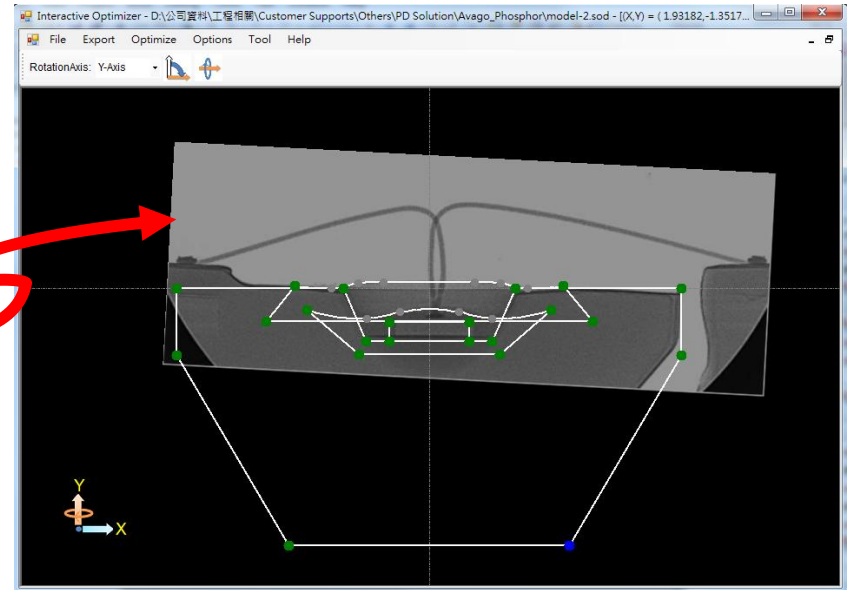 Interactive Optimizer - D:\公司資料\工程相關\Customer Supports\Others\PD Solution\Avago_Phosphor\model-2.sod - [(X,Y) = ( 1.93182,-1.3517...
File Export Optimize Options Tool Help
RotationAxis: Y-Axis
Y
X